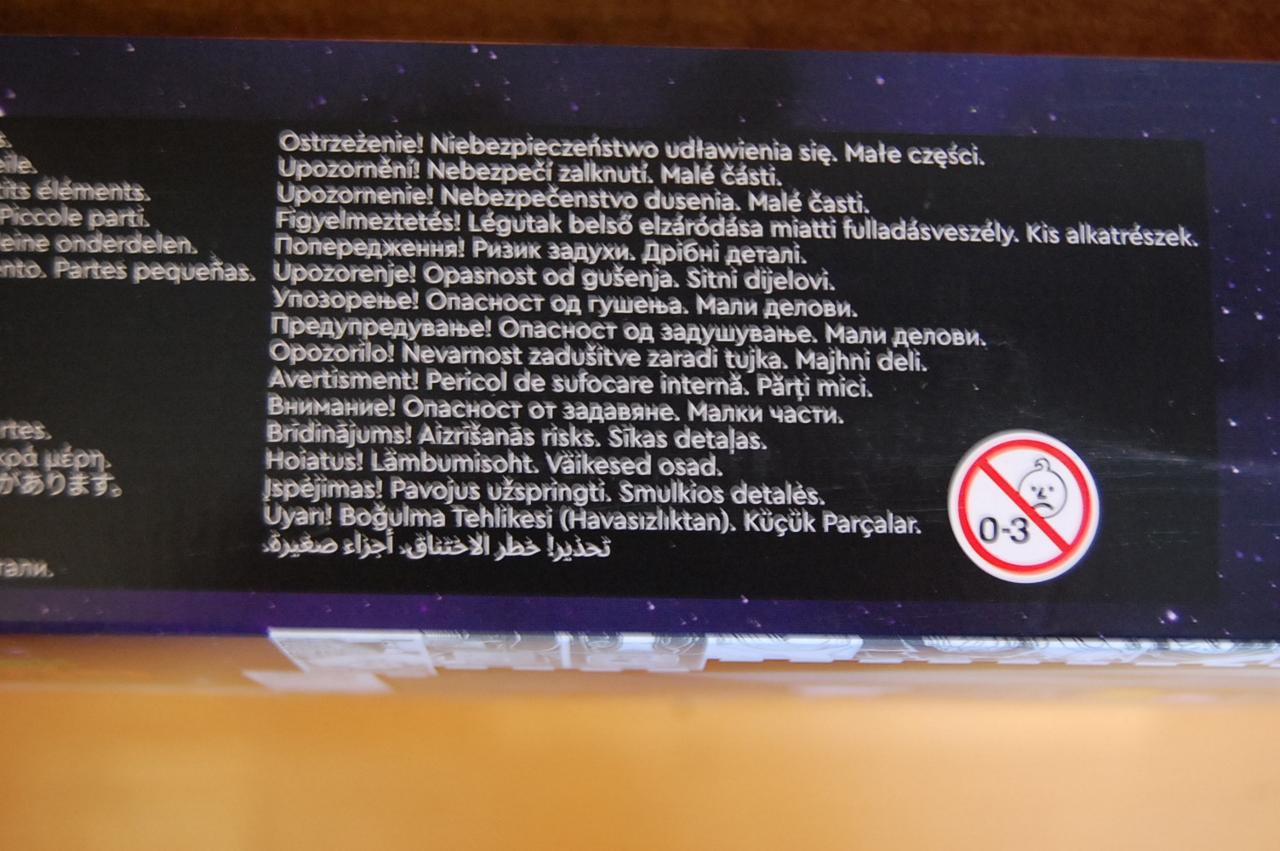 s.
eile.
tits éléments.
Piccole parti.
eine onderdelen.
nto. Partes pequeñas.
rtes.
κρά μέρη.
があります。
тали.
Ostrzeżenie! Niebezpieczeństwo udławienia się. Małe części.
Upozornění! Nebezpečí zalknutí. Malé části.
Upozornenie! Nebezpečenstvo dusenia. Malé časti.
Figyelmeztetés! Légutak belső elzáródása miatti fulladásveszély. Kis alkatrészek.
Попередження! Ризик задухи. Дрібні деталі.
Upozorenje! Opasnost od gušenja. Sitni dijelovi.
Упозорење! Опасност од гушења. Мали делови.
Предупредување! Опасност од задушување. Мали делови.
Opozorilo! Nevarnost zadušitve zaradi tujka. Majhni deli.
Avertisment! Pericol de sufocare internă. Părți mici.
Внимание! Опасност от задавяне. Малки части.
Brīdinājums! Aizrīšanās risks. Sīkas detaļas.
Hoiatus! Lämbumisoht. Väikesed osad.
Įspėjimas! Pavojus užspringti. Smulkios detalės.
Uyarı! Boğulma Tehlikesi (Havasızlıktan). Küçük Parçalar.
تحذير! خطر الاختناق. أجزاء صغيرة.
0-3